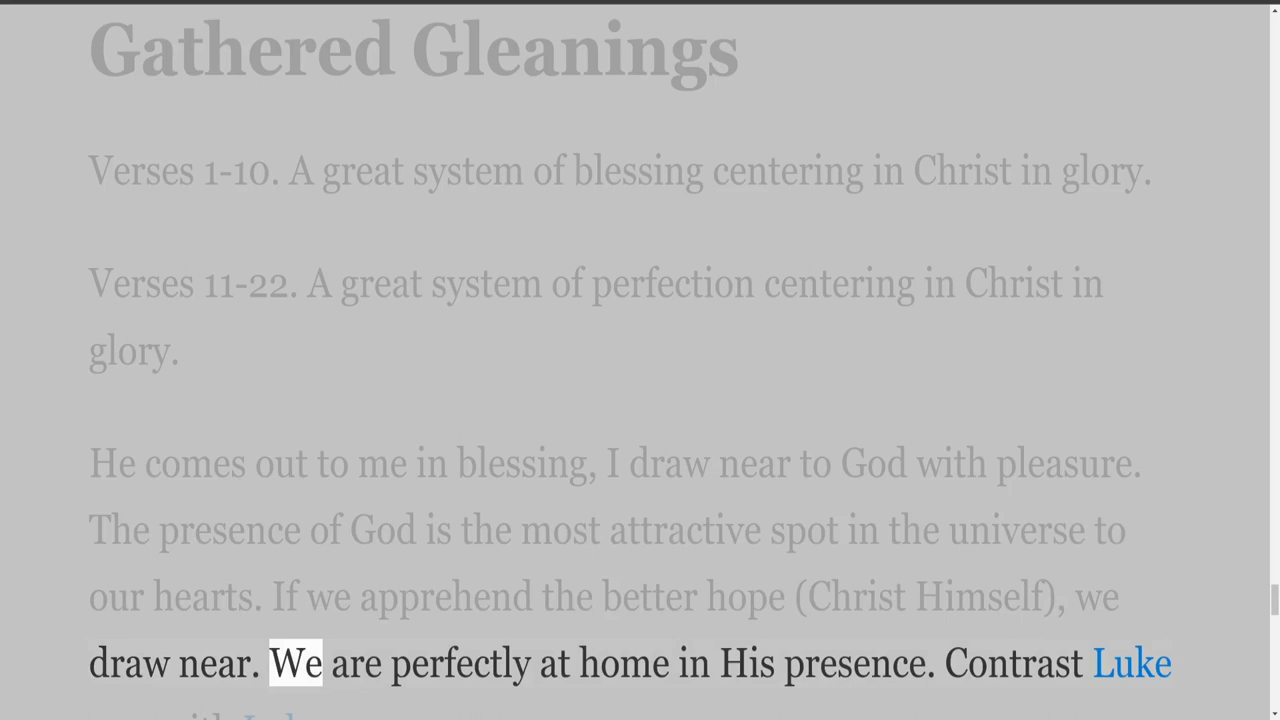 Gathered Gleanings
Verses 1-10. A great system of blessing centering in Christ in glory.
Verses 11-22. A great system of perfection centering in Christ in
glory.
He comes out to me in blessing, I draw near to God with pleasure.
The presence of God is the most attractive spot in the universe to
our hearts. If we apprehend the better hope (Christ Himself), we
draw near. We are perfectly at home in His presence. Contrast Luke